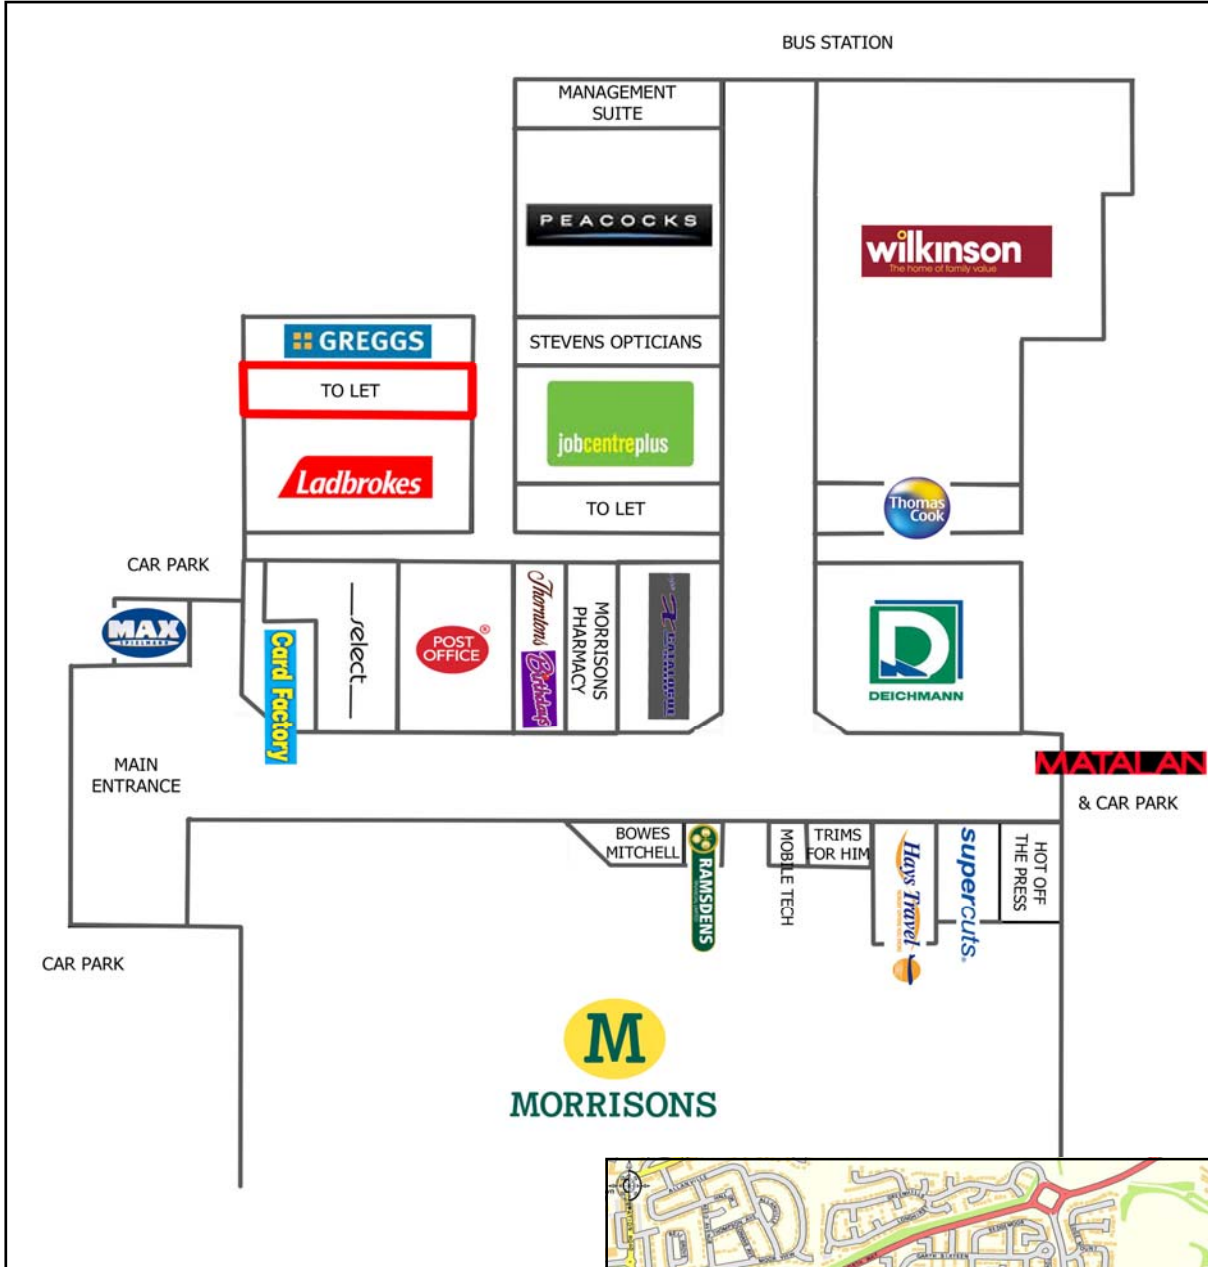 BUS STATION
MANAGEMENT
SUITE
PEACOCKS
wilkinson
The home of family value
GREGGS
STEVENS OPTICIANS
TO LET
jobcentreplus
Ladbrokes
TO LET
Thomas
Cook
CAR PARK
MAX
SPIELMANN
Card Factory
select
POST
OFFICE
®
Thorntons
Birthdays
MORRISONS
PHARMACY
DEICHMANN
MAIN
ENTRANCE
MATALAN
& CAR PARK
BOWES
MITCHELL
RAMSDENS
MOBILE TECH
TRIMS
FOR HIM
Hays Travel
supercuts®
HOT OFF
THE PRESS
CAR PARK
M
MORRISONS